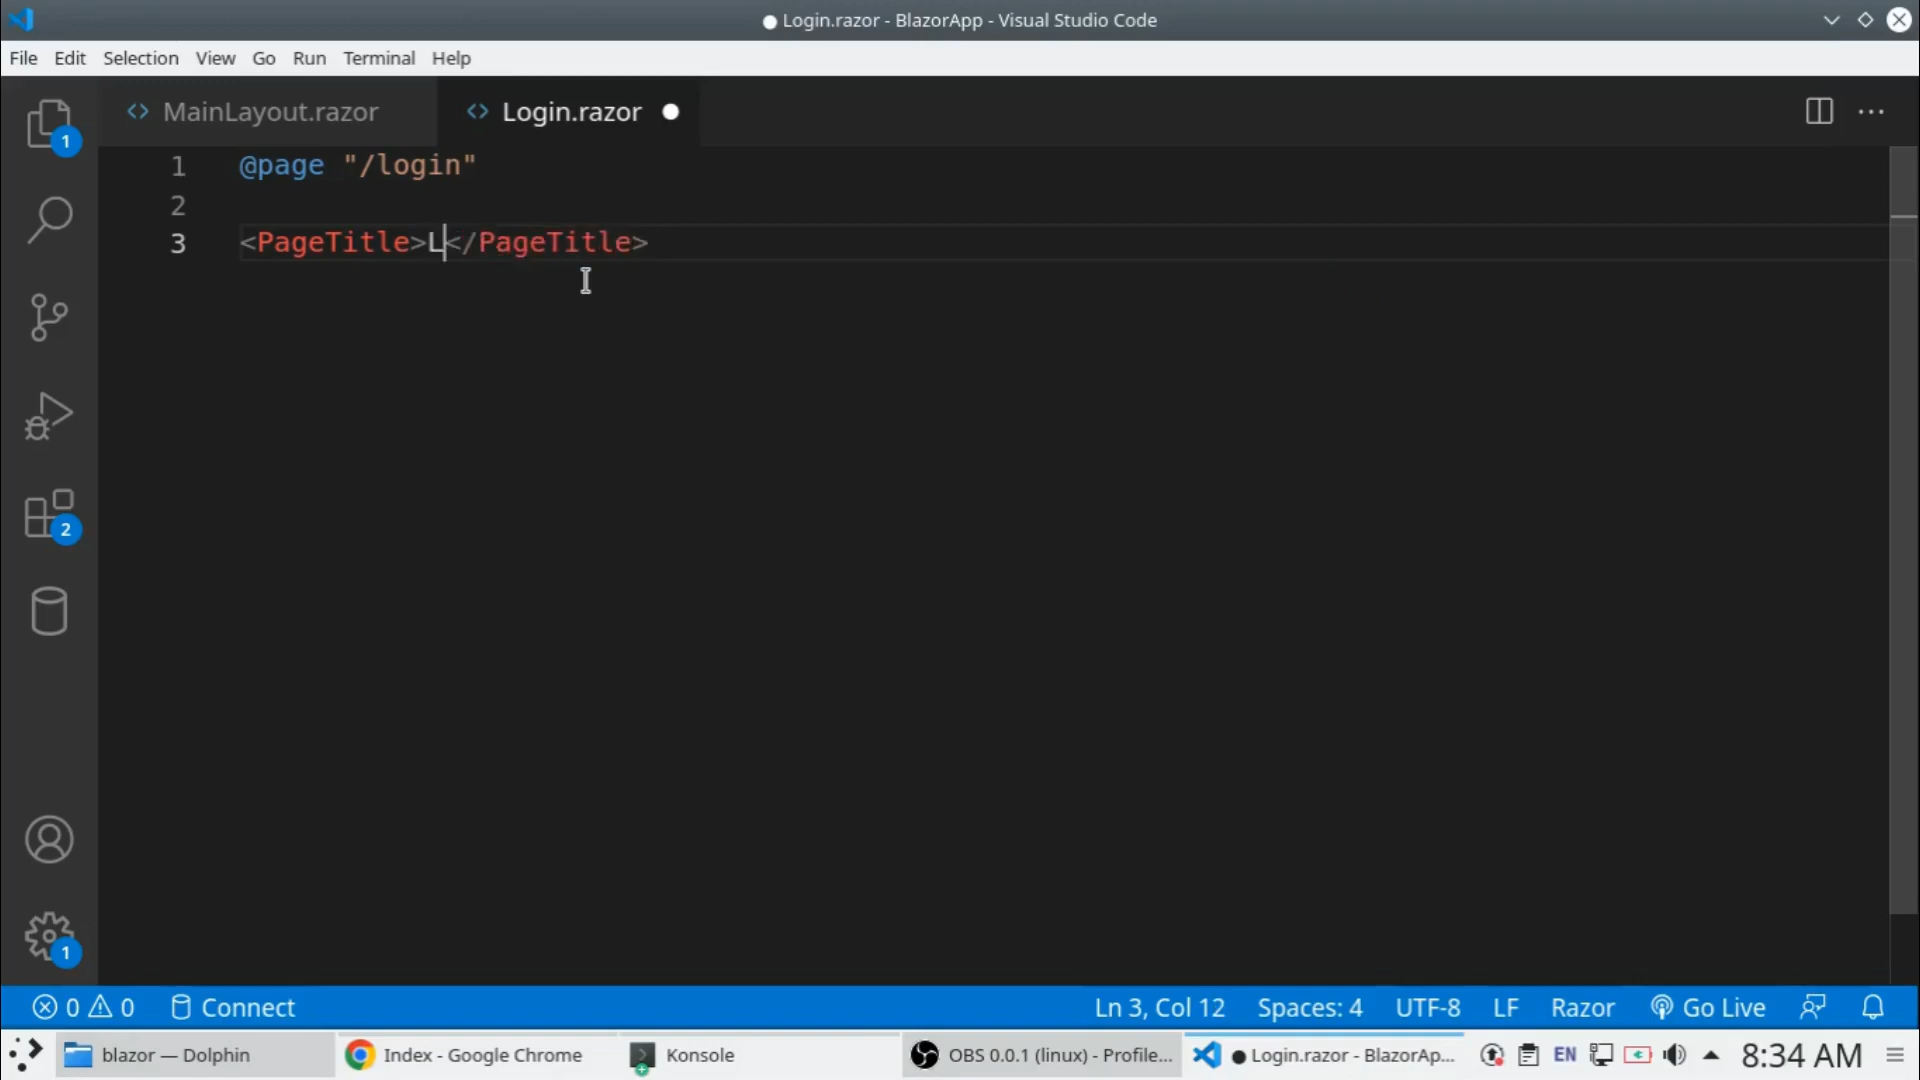 Login.razor - BlazorApp - Visual Studio Code
File Edit Selection View Go Run Terminal Help
MainLayout.razor Login.razor
1 @page "/login"
2
3 <PageTitle>L</PageTitle>
1
2
1
0 0 Connect Ln 3, Col 12 Spaces: 4 UTF-8 LF Razor Go Live
blazor — Dolphin Index - Google Chrome Konsole OBS 0.0.1 (linux) - Profile... Login.razor - BlazorAp... EN 8:34 AM